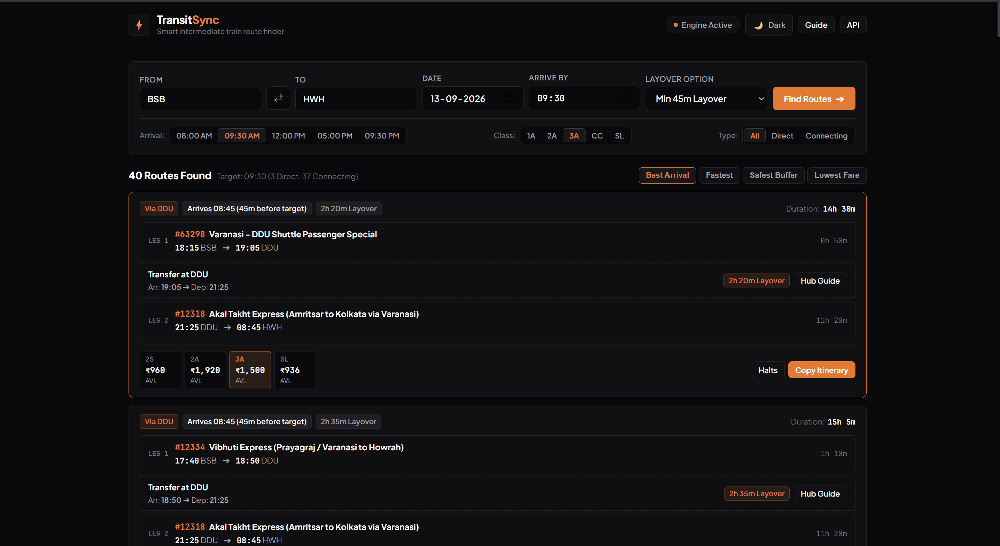 TransitSync
Smart intermediate train route finder
Engine Active
🌙 Dark
Guide
API
FROM
TO
DATE
ARRIVE BY
LAYOVER OPTION
BSB
⇄
HWH
13-09-2026
09:30
Min 45m Layover
Find Routes ➔
Arrival: 08:00 AM 09:30 AM 12:00 PM 05:00 PM 09:30 PM
Class: 1A 2A 3A CC SL
Type: All Direct Connecting
40 Routes Found Target: 09:30 (3 Direct, 37 Connecting)
Best Arrival Fastest Safest Buffer Lowest Fare
Via DDU Arrives 08:45 (45m before target) 2h 20m Layover Duration: 14h 30m
LEG 1
#63298 Varanasi – DDU Shuttle Passenger Special
18:15 BSB ➔ 19:05 DDU
0h 50m
Transfer at DDU
Arr: 19:05 ➔ Dep: 21:25
2h 20m Layover
Hub Guide
LEG 2
#12318 Akal Takht Express (Amritsar to Kolkata via Varanasi)
21:25 DDU ➔ 08:45 HWH
11h 20m
2S
₹960
AVL
2A
₹1,920
AVL
3A
₹1,500
AVL
SL
₹936
AVL
Halts
Copy Itinerary
Via DDU Arrives 08:45 (45m before target) 2h 35m Layover Duration: 15h 5m
LEG 1
#12334 Vibhuti Express (Prayagraj / Varanasi to Howrah)
17:40 BSB ➔ 18:50 DDU
1h 10m
Transfer at DDU
Arr: 18:50 ➔ Dep: 21:25
2h 35m Layover
Hub Guide
LEG 2
#12318 Akal Takht Express (Amritsar to Kolkata via Varanasi)
21:25 DDU ➔ 08:45 HWH
11h 20m